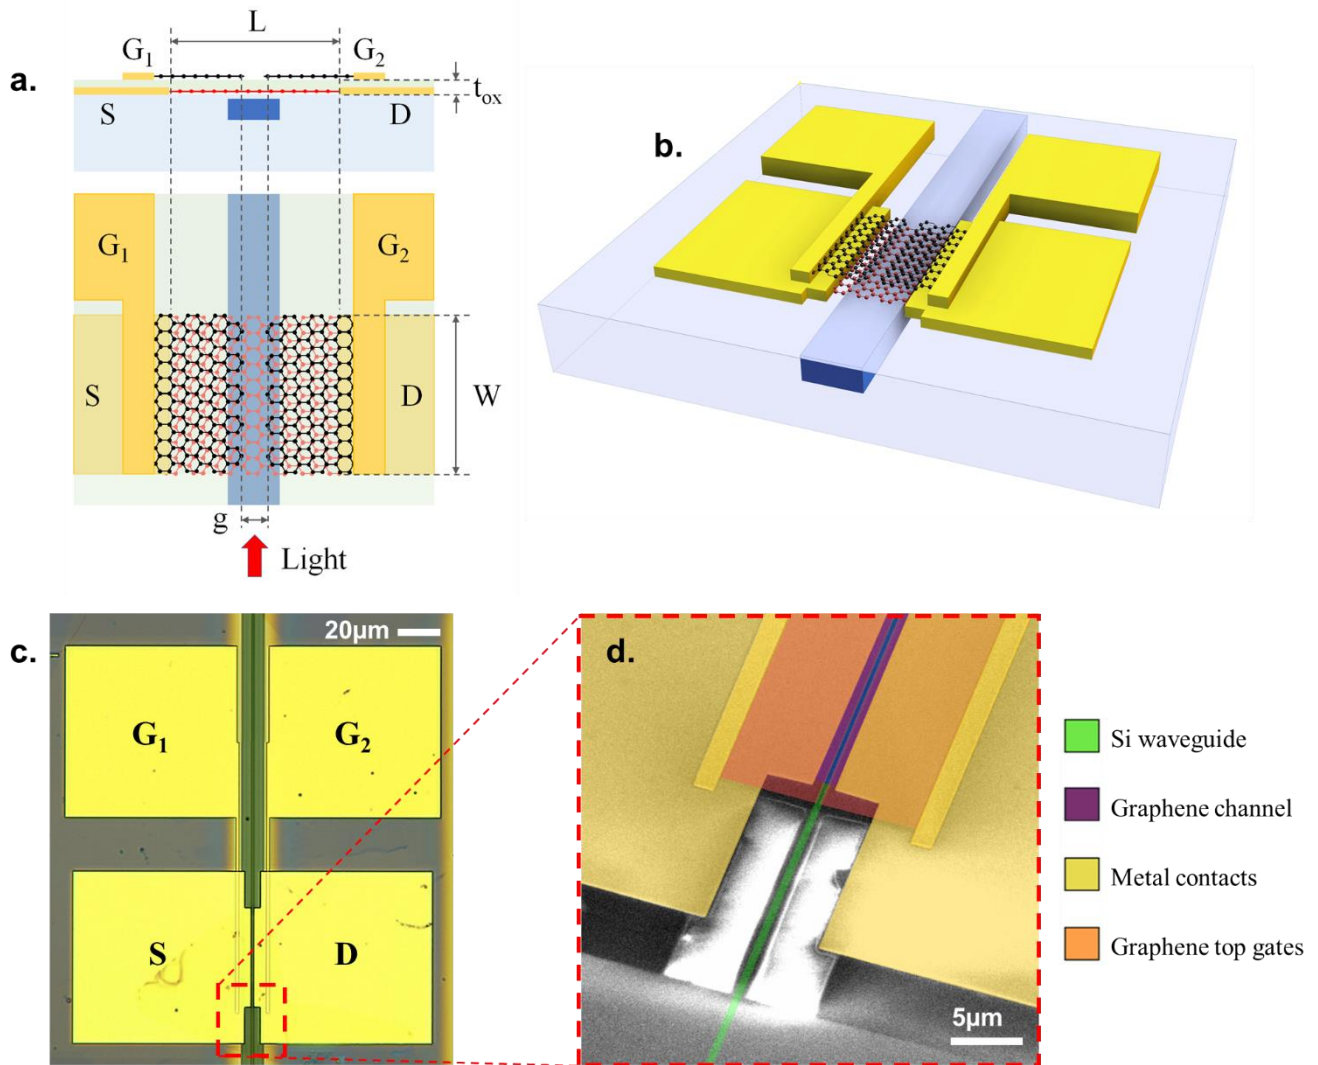 a.
L
G₁
G₂
tₒₓ
S
D
G₁
G₂
S
D
W
g
Light
b.
c.
20µm
G₁
G₂
S
D
d.
5µm
Si waveguide
Graphene channel
Metal contacts
Graphene top gates